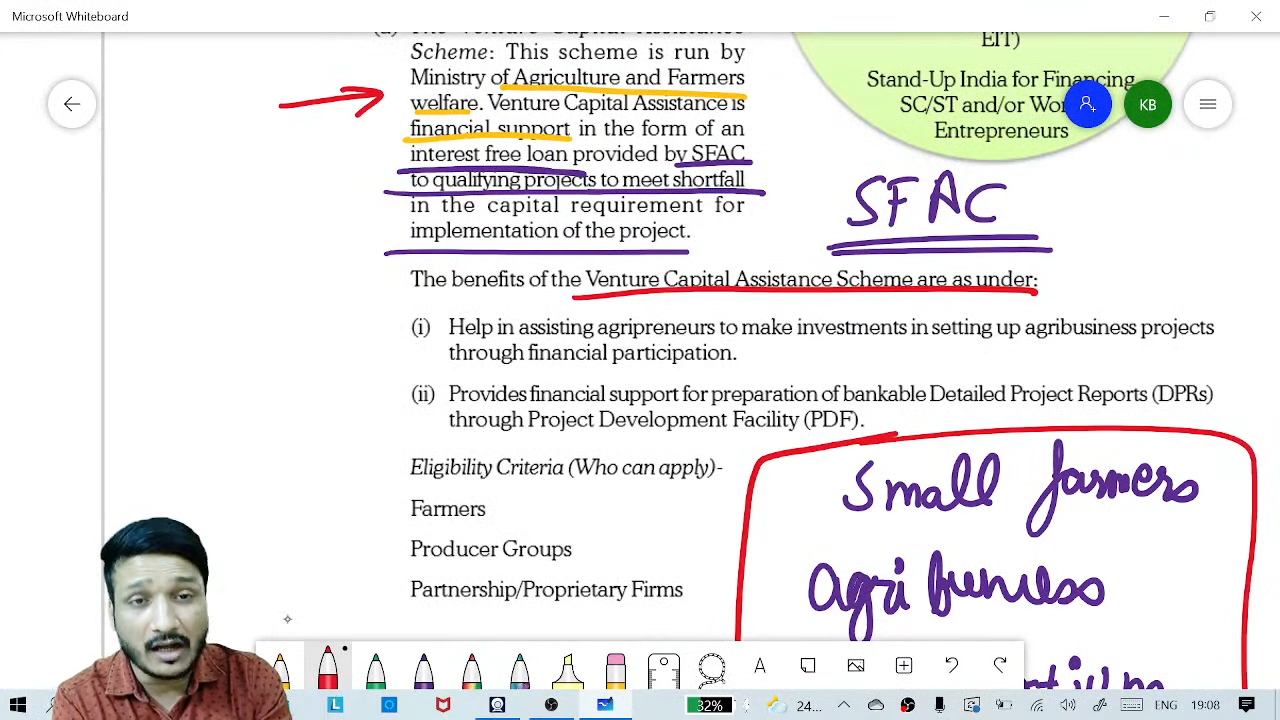 Microsoft Whiteboard
Scheme: This scheme is run by
Ministry of Agriculture and Farmers
welfare. Venture Capital Assistance is
financial support in the form of an
interest free loan provided by SFAC
to qualifying projects to meet shortfall
in the capital requirement for
implementation of the project.
EIT)
Stand-Up India for Financing
SC/ST and/or
Entrepreneurs
KB
SFAC
The benefits of the Venture Capital Assistance Scheme are as under:
(i) Help in assisting agripreneurs to make investments in setting up agribusiness projects
through financial participation.
(ii) Provides financial support for preparation of bankable Detailed Project Reports (DPRs)
through Project Development Facility (PDF).
Eligibility Criteria (Who can apply)-
Farmers
Producer Groups
Partnership/Proprietary Firms
Small farmers
agri
A
L
32%
24...
ENG
19:08